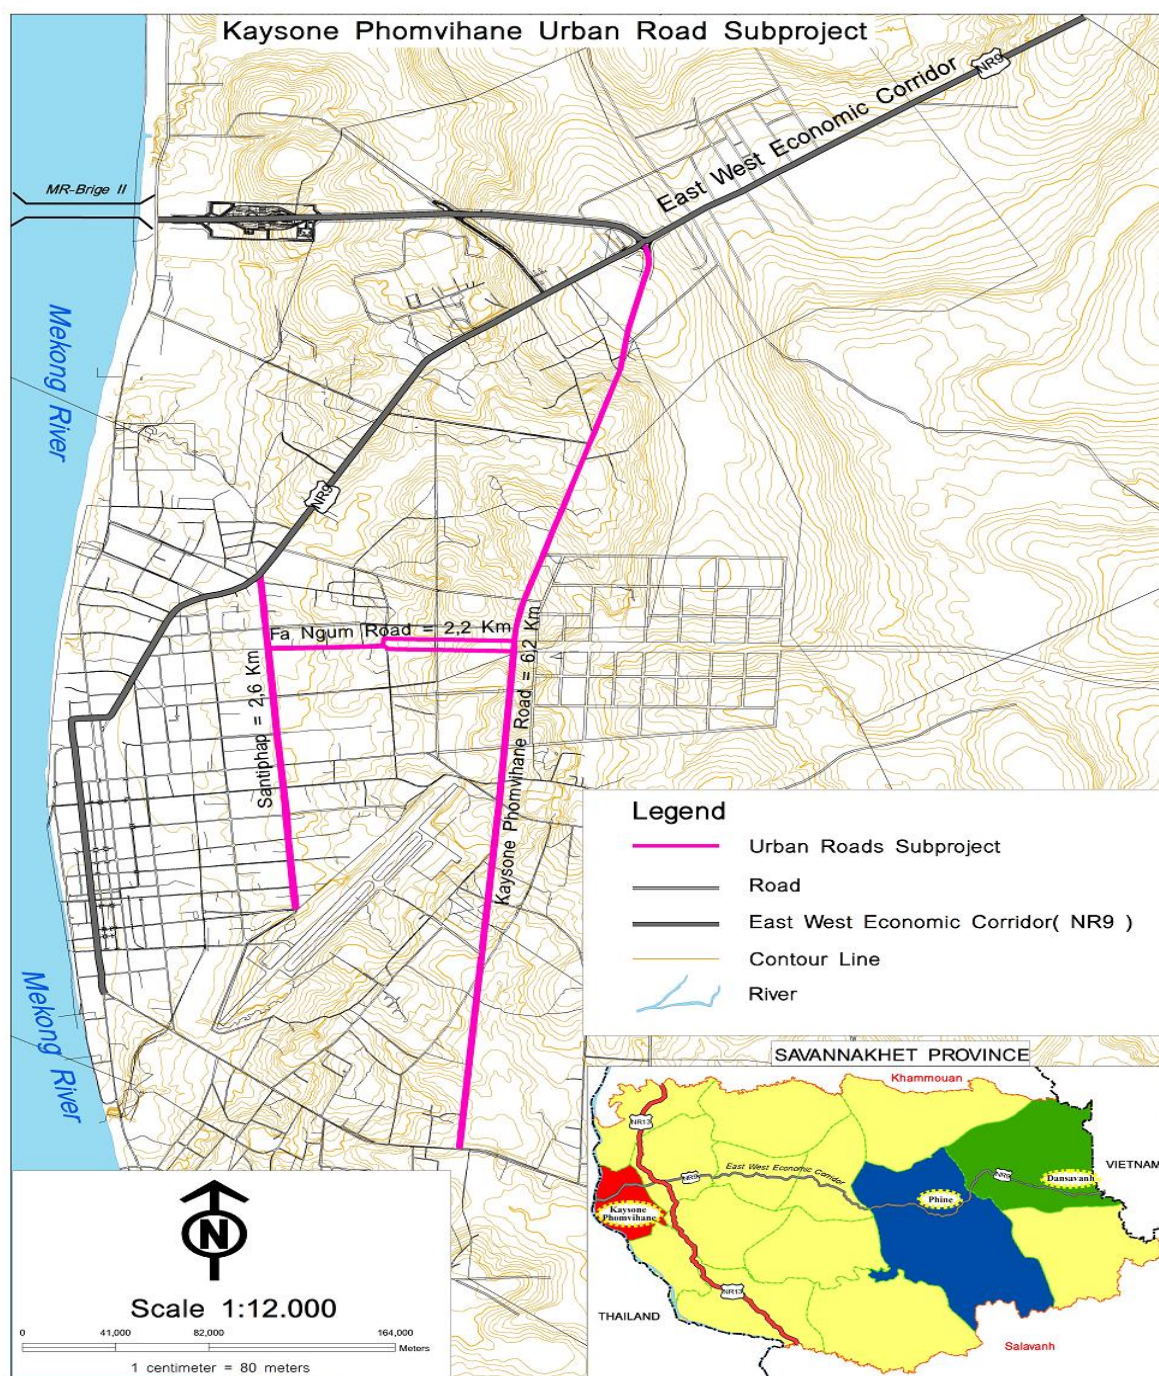 Kaysone Phomvihane Urban Road Subproject
NR9
East West Economic Corridor
MR-Brige II
Mekong River
NR9
Fa Ngum Road = 2,2 Km
Santiphap = 2,6 Km
Kaysone Phomvihane Road = 6,2 Km
Mekong River
Legend
Urban Roads Subproject
Road
East West Economic Corridor( NR9 )
Contour Line
River
N
Scale 1:12.000
0 41,000 82,000 164,000
Meters
1 centimeter = 80 meters
SAVANNAKHET PROVINCE
Khammouan
NR13
VIETNAM
East West Economic Corridor
NR9
NR9
Dansavanh
Phine
Kaysone
Phomvihane
NR13
THAILAND
Salavanh